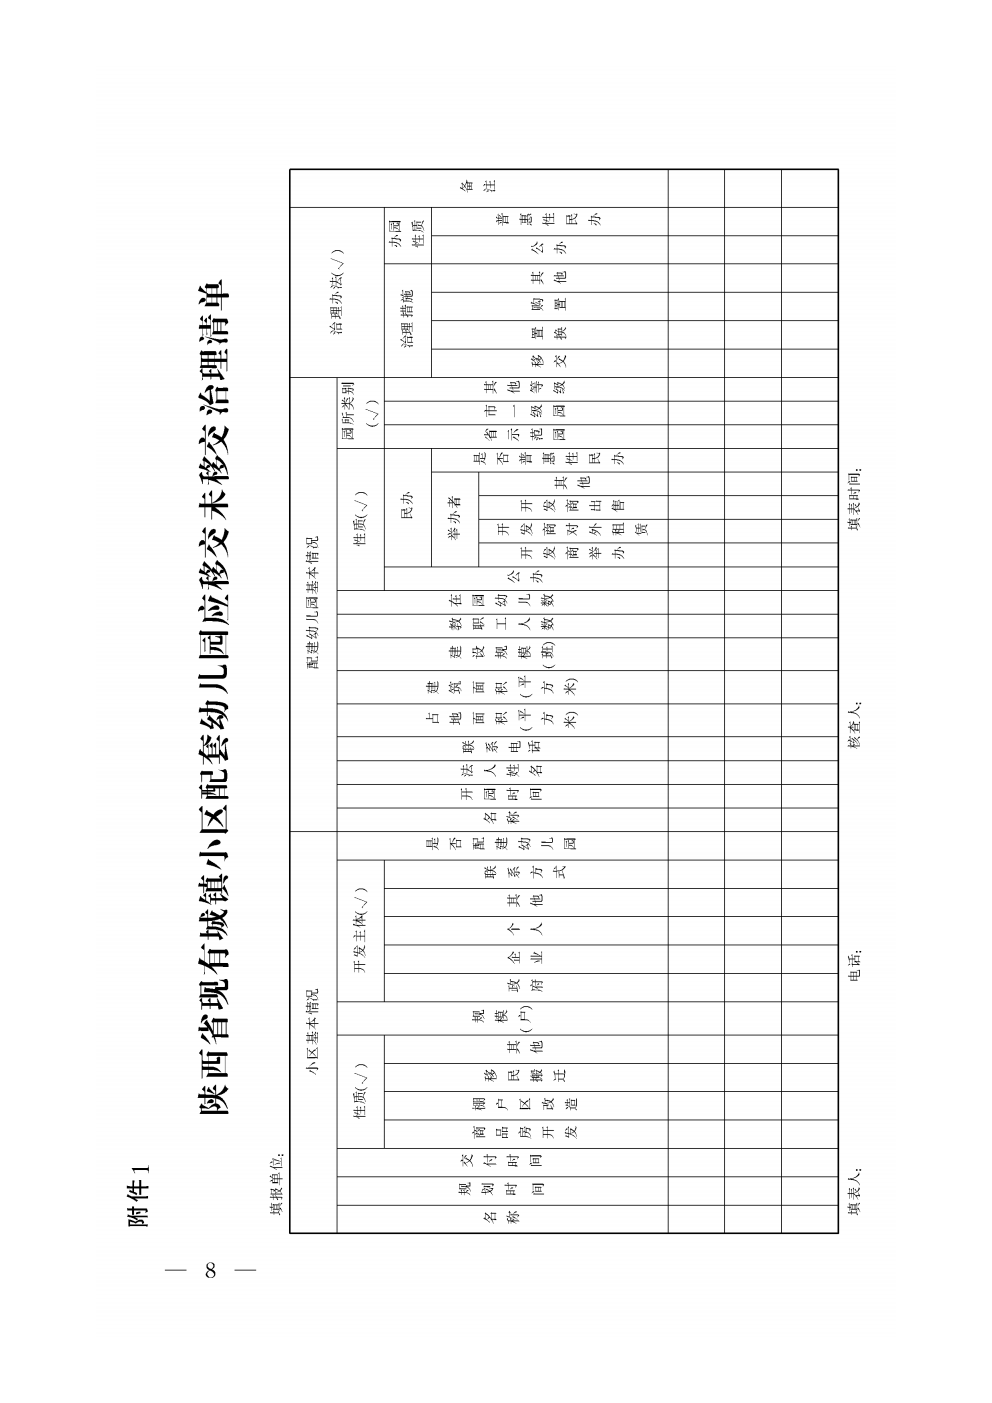 附件1
陕西省现有城镇小区配套幼儿园应移交未移交治理清单
填报单位:
小区基本情况
配建幼儿园基本情况
治理办法(√)
备注
名称
规划时间
交付时间
性质(√)
商品房开发
棚户区改造
移民搬迁
其他
规模(户)
开发主体(√)
政府
企业
个人
其他
联系方式
是否配建幼儿园
名称
开园时间
法人姓名
联系电话
占地面积(平方米)
建筑面积(平方米)
建设规模(班)
教职工人数
在园幼儿数
性质(√)
公办
民办
举办者
开发商举办
开发商对外租赁
开发商出售
其他
是否普惠性民办
园所类别(√)
省示范园
市一级园
其他等级
治理措施
移交
置换
购置
其他
办园性质
公办
普惠性民办
填表人:
电话:
核查人:
填表时间:
— 8 —